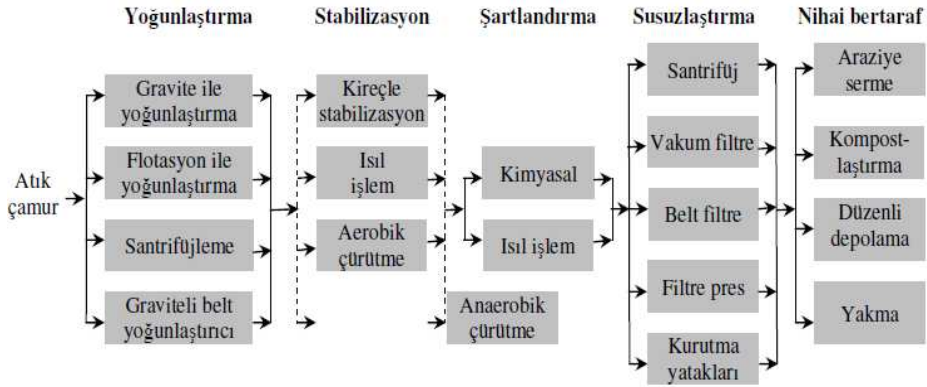 Yoğunlaştırma
Stabilizasyon
Şartlandırma
Susuzlaştırma
Nihai bertaraf
Atık
çamur
Gravite ile
yoğunlaştırma
Flotasyon ile
yoğunlaştırma
Santrifüjleme
Graviteli belt
yoğunlaştırıcı
Kireçle
stabilizasyon
Isıl
işlem
Aerobik
çürütme
Anaerobik
çürütme
Kimyasal
Isıl işlem
Santrifüj
Vakum filtre
Belt filtre
Filtre pres
Kurutma
yatakları
Araziye
serme
Kompost-
laştırma
Düzenli
depolama
Yakma